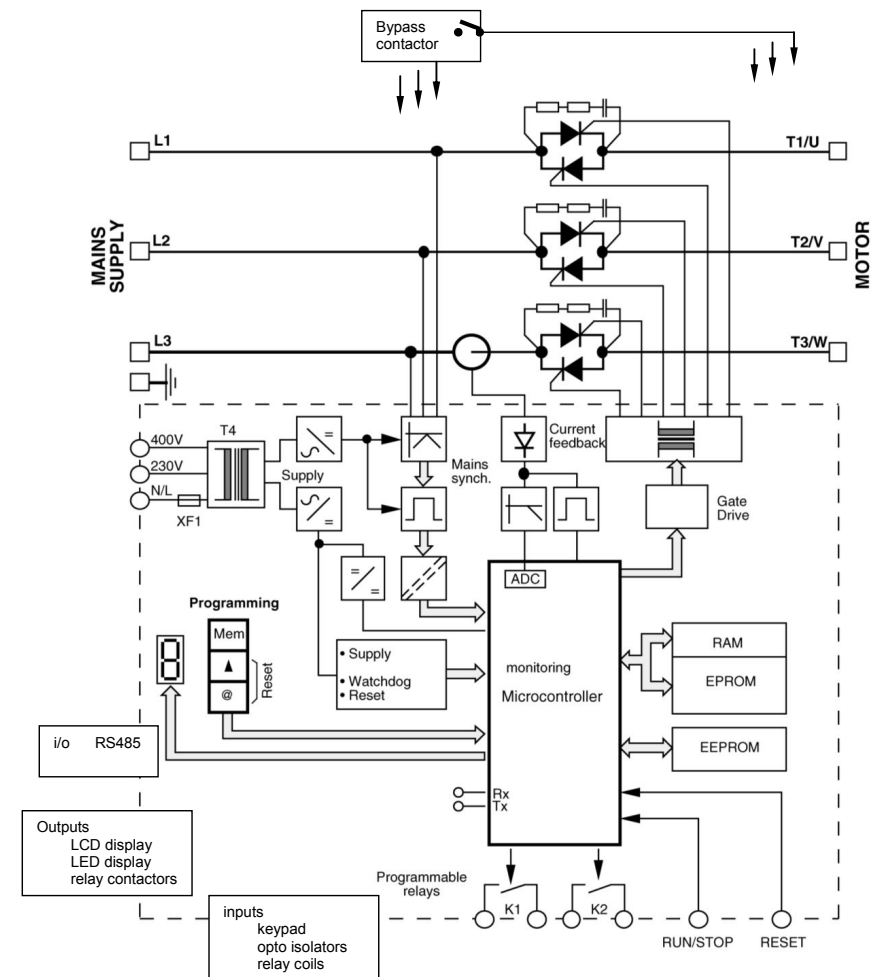 Bypass
contactor
L1
T1/U
MAINS
SUPPLY
L2
T2/V
MOTOR
L3
T3/W
T4
400V
230V
N/L
XF1
Supply
Mains
synch.
Current
feedback
Gate
Drive
ADC
Programming
Mem
▲
@
Reset
8
• Supply
• Watchdog
• Reset
monitoring
Microcontroller
RAM
EPROM
EEPROM
i/o RS485
Rx
Tx
Outputs
LCD display
LED display
relay contactors
Programmable
relays
K1
K2
RUN/STOP
RESET
inputs
keypad
opto isolators
relay coils